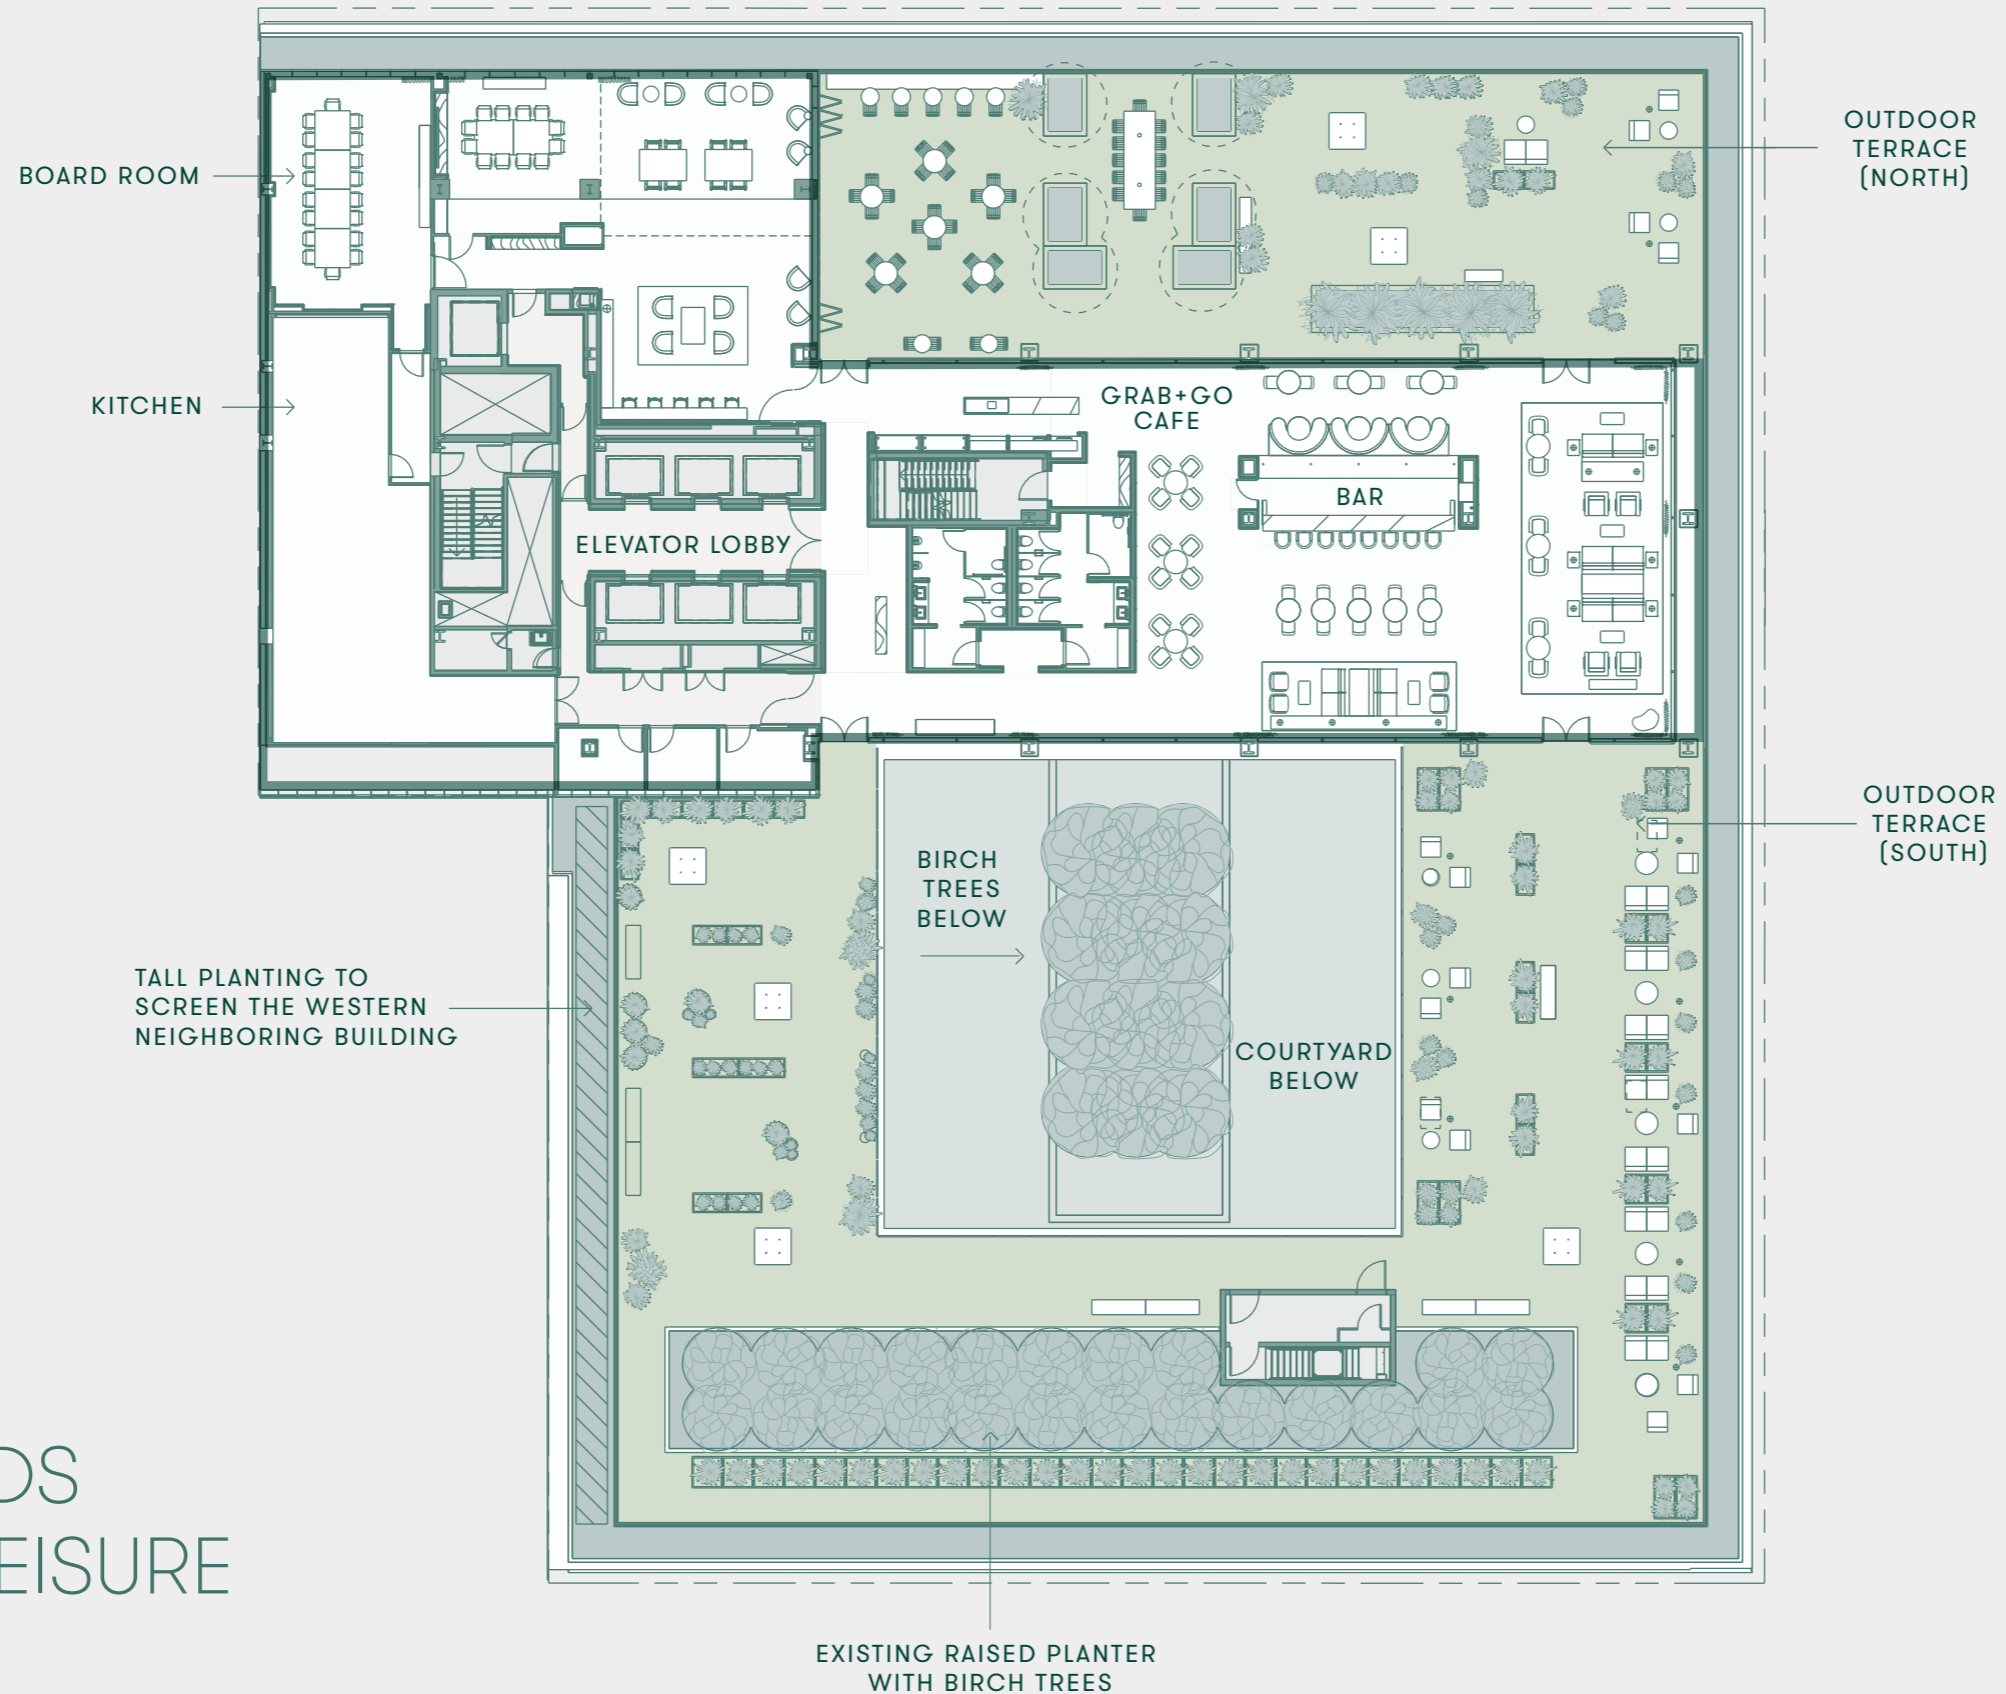 OUTDOOR
TERRACE
(NORTH)
BOARD ROOM
KITCHEN
GRAB+GO
CAFE
BAR
ELEVATOR LOBBY
OUTDOOR
TERRACE
(SOUTH)
BIRCH
TREES
BELOW
TALL PLANTING TO
SCREEN THE WESTERN
NEIGHBORING BUILDING
COURTYARD
BELOW
DS
EISURE
EXISTING RAISED PLANTER
WITH BIRCH TREES